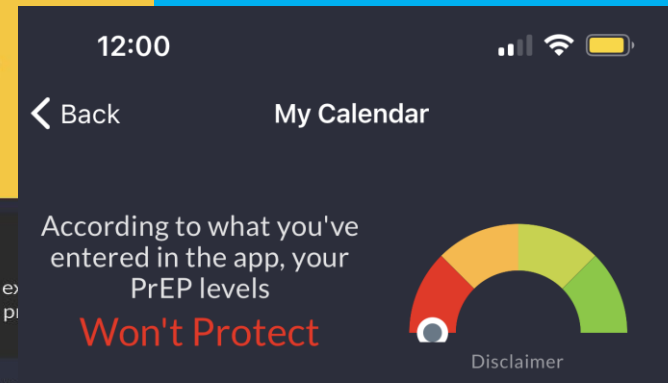 12:00
Back
My Calendar
According to what you've
entered in the app, your
PrEP levels
Won't Protect
Disclaimer